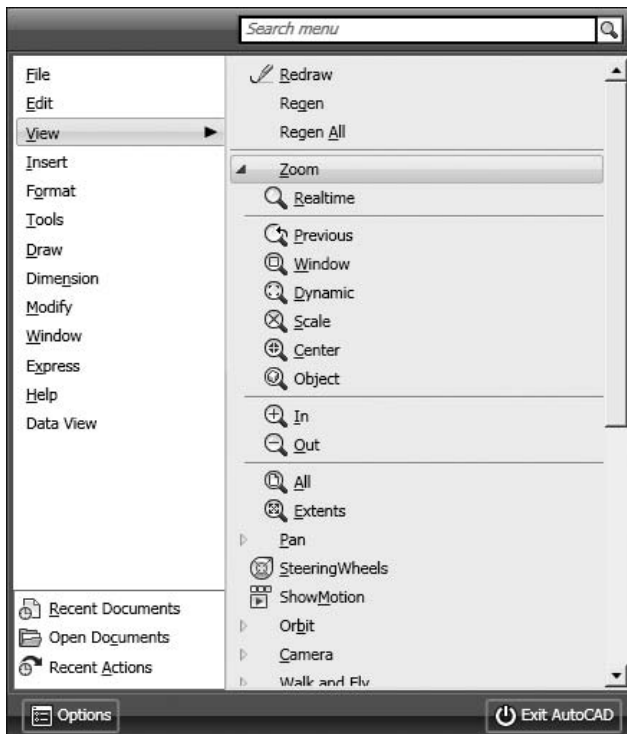 Search menu
File
Edit
View
Insert
Format
Tools
Draw
Dimension
Modify
Window
Express
Help
Data View
Recent Documents
Open Documents
Recent Actions
Redraw
Regen
Regen All
Zoom
Realtime
Previous
Window
Dynamic
Scale
Center
Object
In
Out
All
Extents
Pan
SteeringWheels
ShowMotion
Orbit
Camera
Walk and Fly
Options
Exit AutoCAD